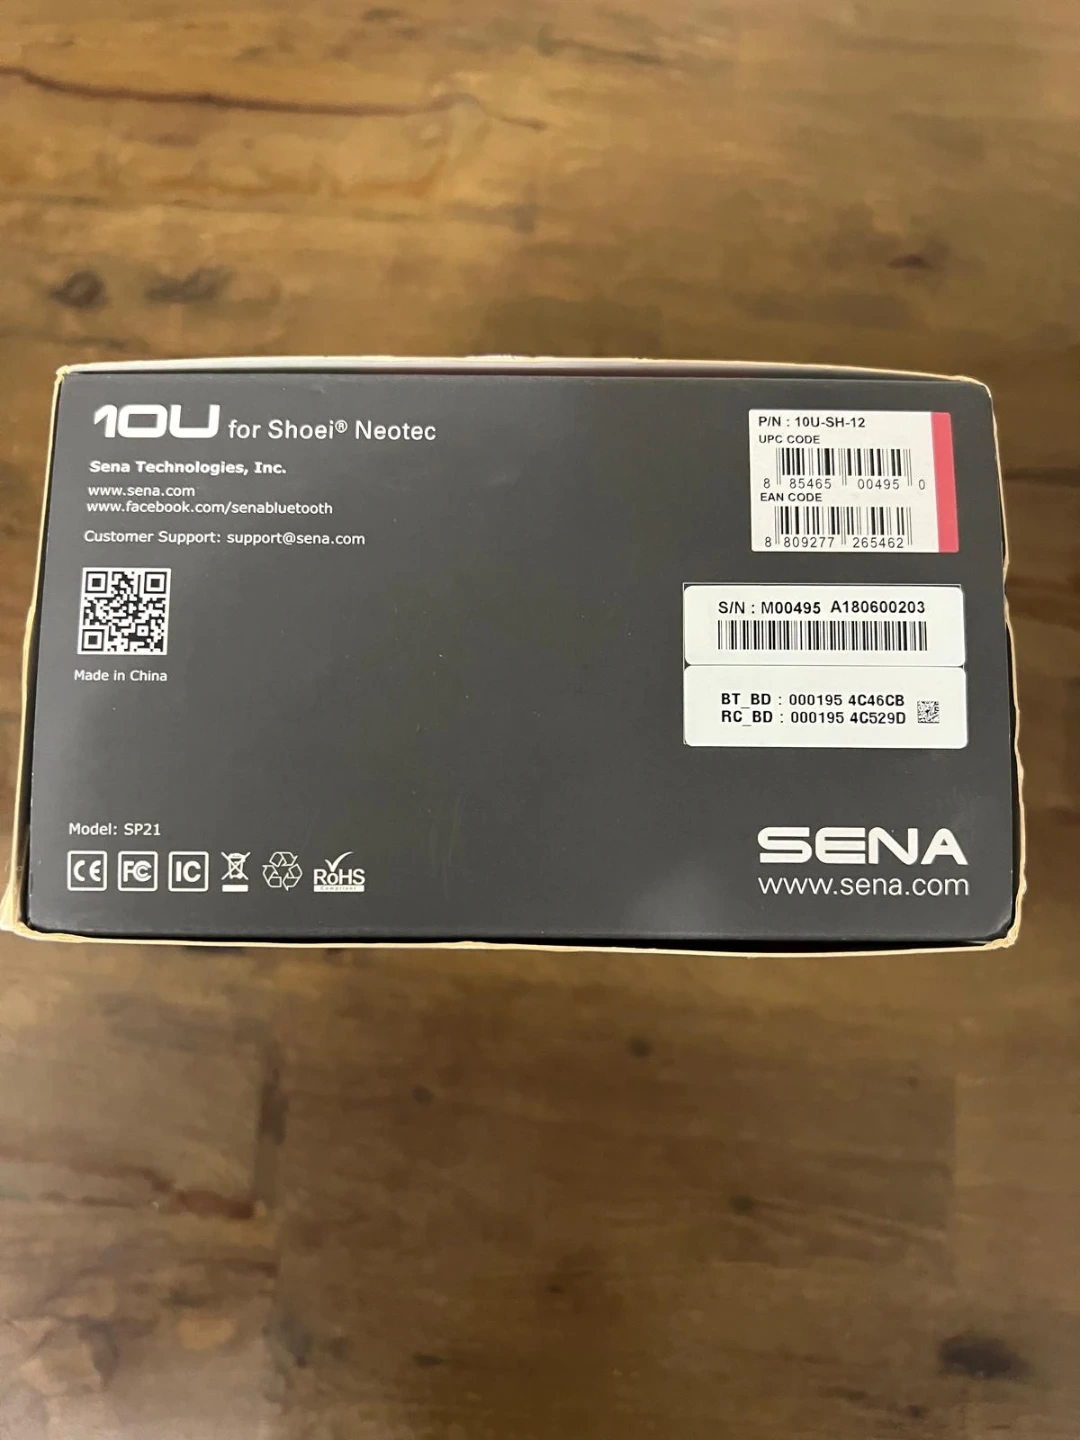 10U for Shoei® Neotec
Sena Technologies, Inc.
www.sena.com
www.facebook.com/senabluetooth
Customer Support: support@sena.com
Made in China
Model: SP21
CE FC IC RoHS
Compliant
P/N : 10U-SH-12
UPC CODE
8 85465 00495 0
EAN CODE
8 809277 265462
S/N : M00495 A180600203
BT_BD : 000195 4C46CB
RC_BD : 000195 4C529D
SENA
www.sena.com